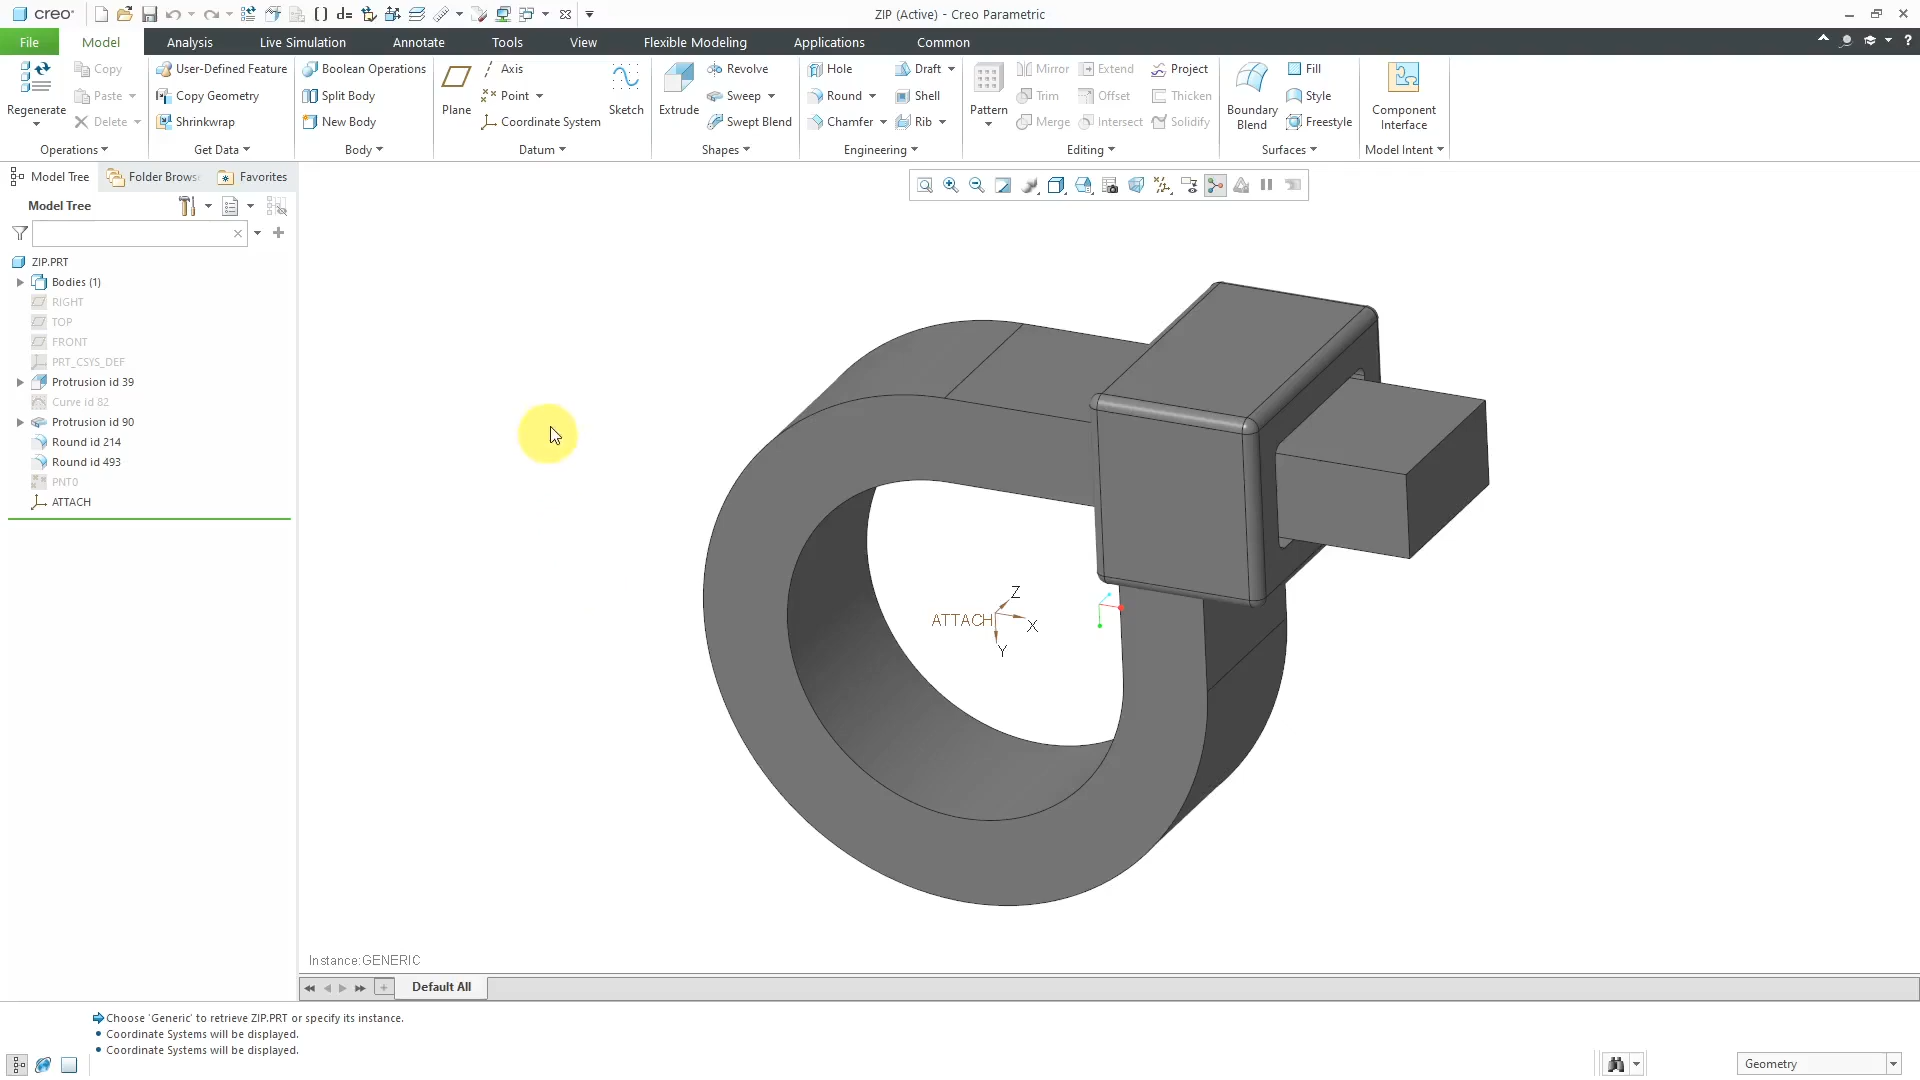 creo
ZIP (Active) - Creo Parametric
File
Model
Analysis
Live Simulation
Annotate
Tools
View
Flexible Modeling
Applications
Common
Regenerate
Copy
Paste
Delete
Operations
User-Defined Feature
Copy Geometry
Shrinkwrap
Get Data
Boolean Operations
Split Body
New Body
Body
Plane
Axis
Point
Coordinate System
Sketch
Datum
Extrude
Revolve
Sweep
Swept Blend
Shapes
Hole
Round
Chamfer
Draft
Shell
Rib
Engineering
Pattern
Mirror
Trim
Merge
Extend
Offset
Intersect
Project
Thicken
Solidify
Editing
Boundary
Blend
Fill
Style
Freestyle
Surfaces
Component
Interface
Model Intent
Model Tree
Folder Brows
Favorites
Model Tree
ZIP.PRT
Bodies (1)
RIGHT
TOP
FRONT
PRT_CSYS_DEF
Protrusion id 39
Curve id 82
Protrusion id 90
Round id 214
Round id 493
PNT0
ATTACH
Z
ATTACH
X
Y
Instance:GENERIC
Default All
Choose 'Generic' to retrieve ZIP.PRT or specify its instance.
• Coordinate Systems will be displayed.
• Coordinate Systems will be displayed.
Geometry